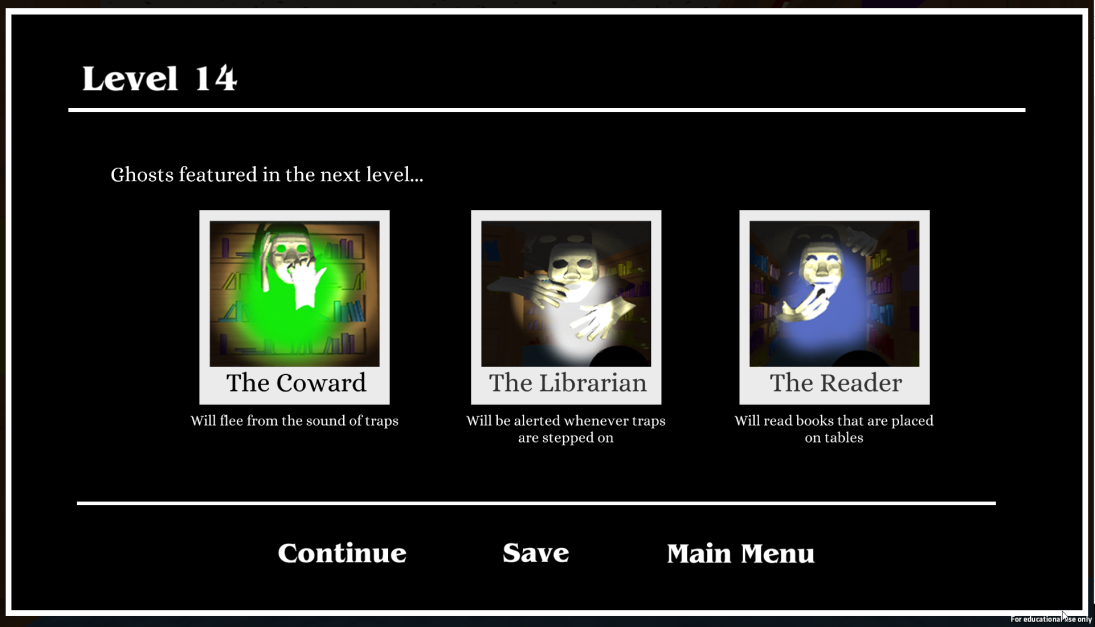 Level 14
Ghosts featured in the next level...
The Coward
The Librarian
The Reader
Will flee from the sound of traps
Will be alerted whenever traps
are stepped on
Will read books that are placed
on tables
Continue
Save
Main Menu
For educational use only